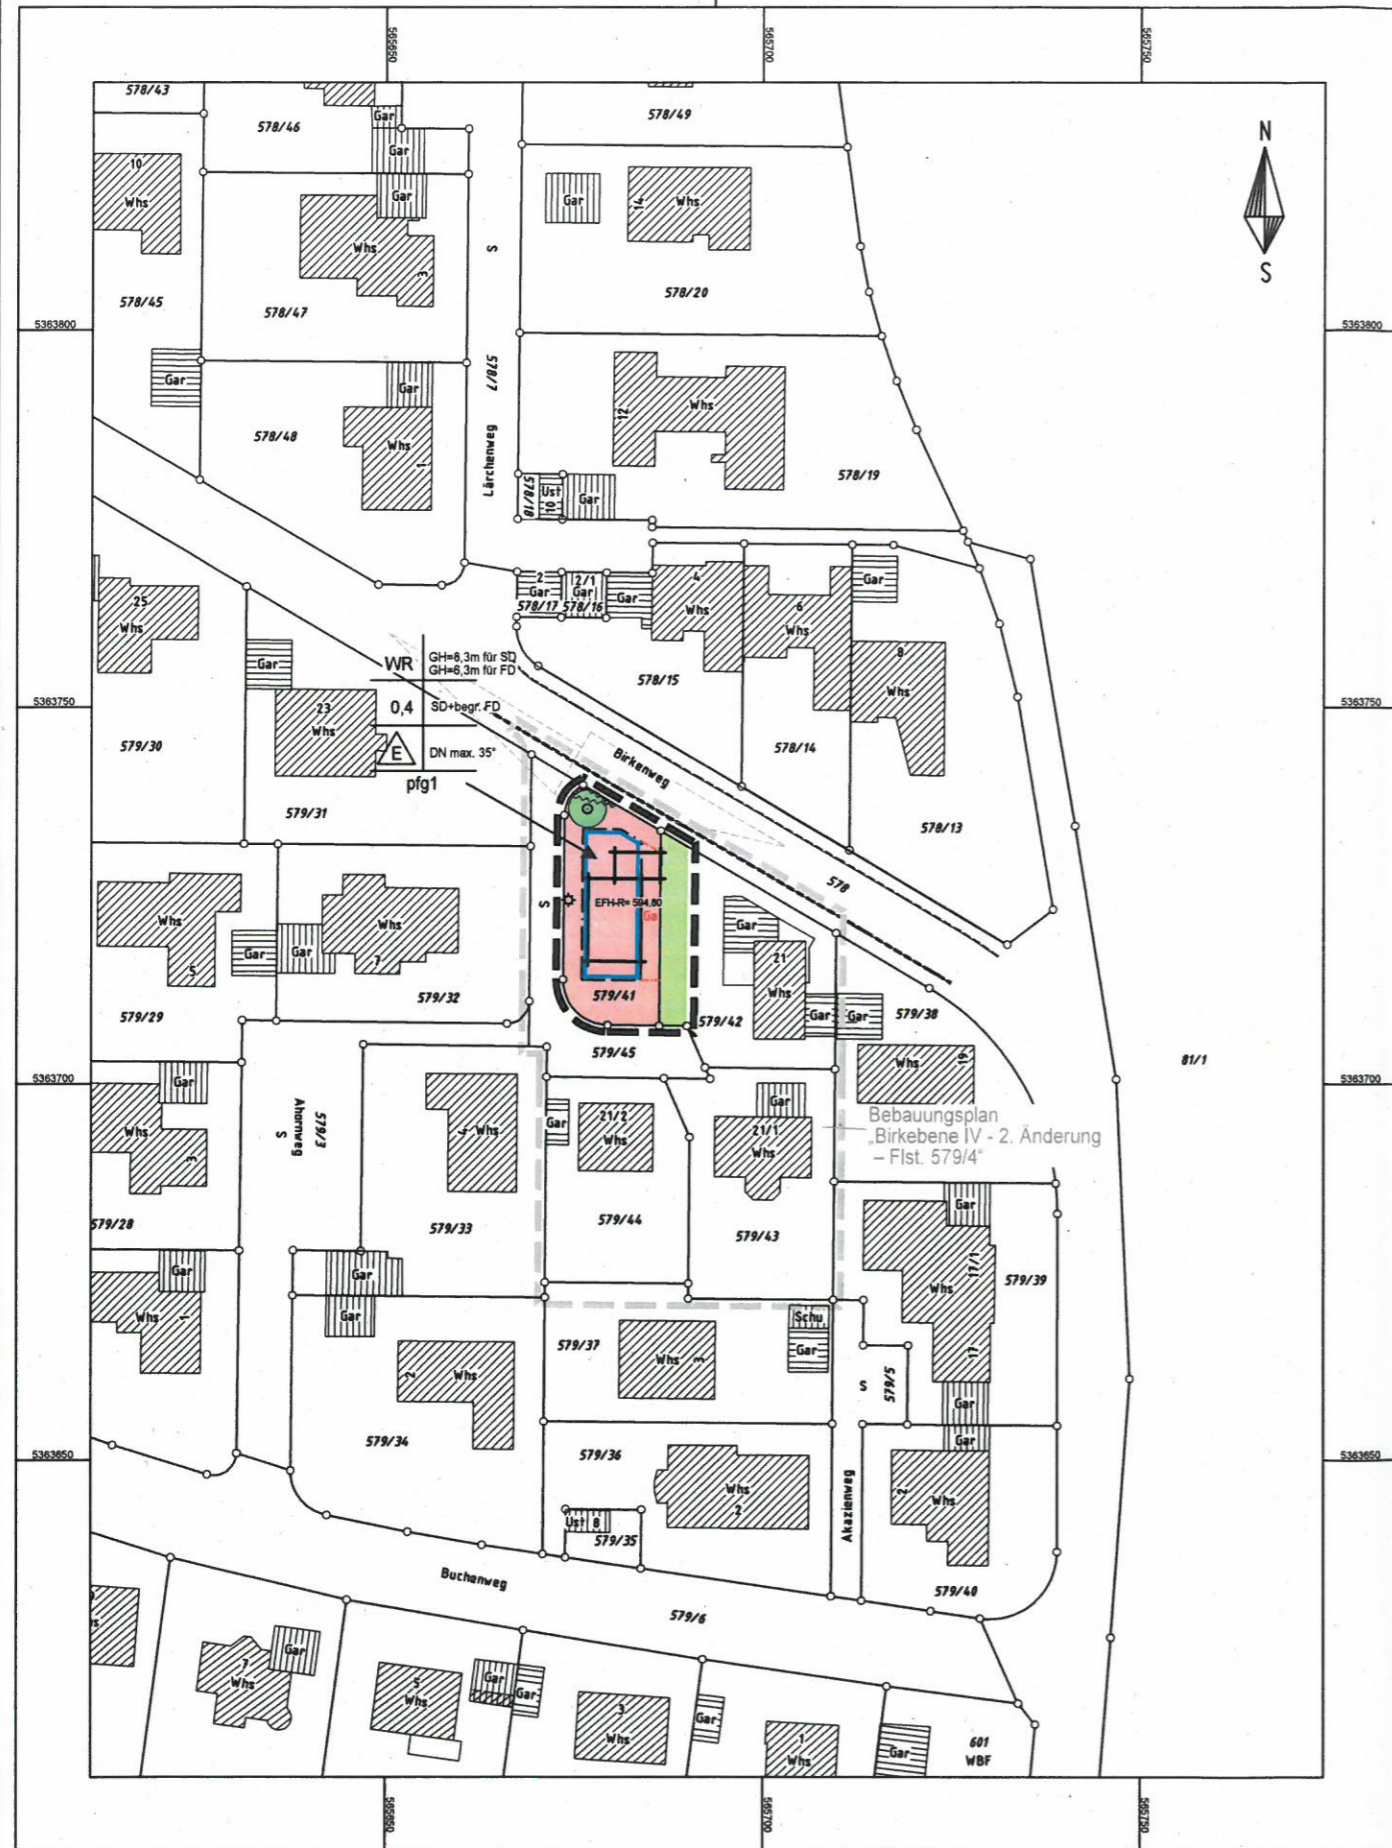 565650
565700
565750
578/43
578/46
Gar
578/49
Gar
N
S
10
Whs
Gar
Whs
3
Gar
14
Whs
S
578/45
578/47
578/20
5363800
5363800
Gar
Gar
578/7
12
Whs
578/48
Whs
1
Lärchenweg
578/19
578/18
Ust
10
Gar
25
Whs
2
Gar
578/17
2/1
Gar
578/16
Gar
4
Whs
6
Whs
Gar
8
Whs
Gar
WR
GH=8,3m für SD
GH=6,3m für FD
578/15
5363750
5363750
0,4
SD+begr. FD
23
Whs
579/30
E
DN max. 35°
pfg1
Birkenweg
578/14
579/31
578/13
578
Whs
5
Gar
Gar
Whs
7
S
EFH-R= 594,80
Ga
Gar
21
Whs
579/29
579/32
579/41
579/42
Gar
Gar
579/38
579/45
Whs
19
81/1
5363700
5363700
Gar
Whs
3
Ahornweg
S
579/3
4
Whs
Gar
21/2
Whs
Gar
21/1
Whs
Bebauungsplan
„Birkebene IV - 2. Änderung
– Flst. 579/4“
579/28
579/33
579/44
579/43
Gar
Gar
Whs
1
Gar
Gar
Whs
17/1
17
579/39
Schu
Gar
579/37
Whs
3
2
Whs
S
579/5
Gar
Gar
579/34
579/36
5363650
5363650
Whs
2
Akazienweg
2
Whs
Ust 8
579/35
Buchenweg
579/40
579/6
7
Whs
Gar
5
Whs
Gar
Gar
3
Whs
Gar
1
Whs
Gar
601
WBF
565650
565700
565750